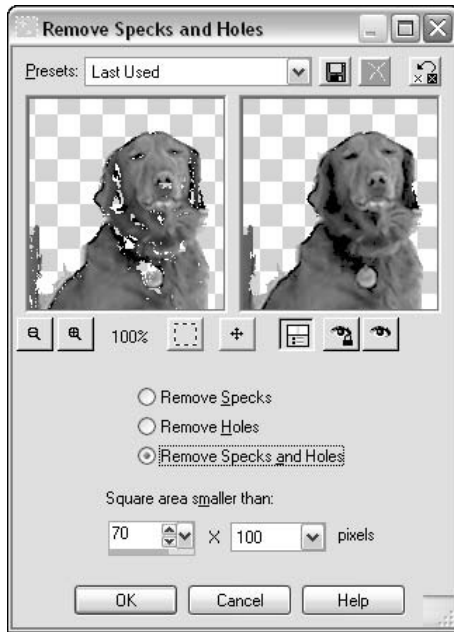 Remove Specks and Holes
Presets: Last Used
100%
Remove Specks
Remove Holes
Remove Specks and Holes
Square area smaller than:
70 X 100 pixels
OK Cancel Help